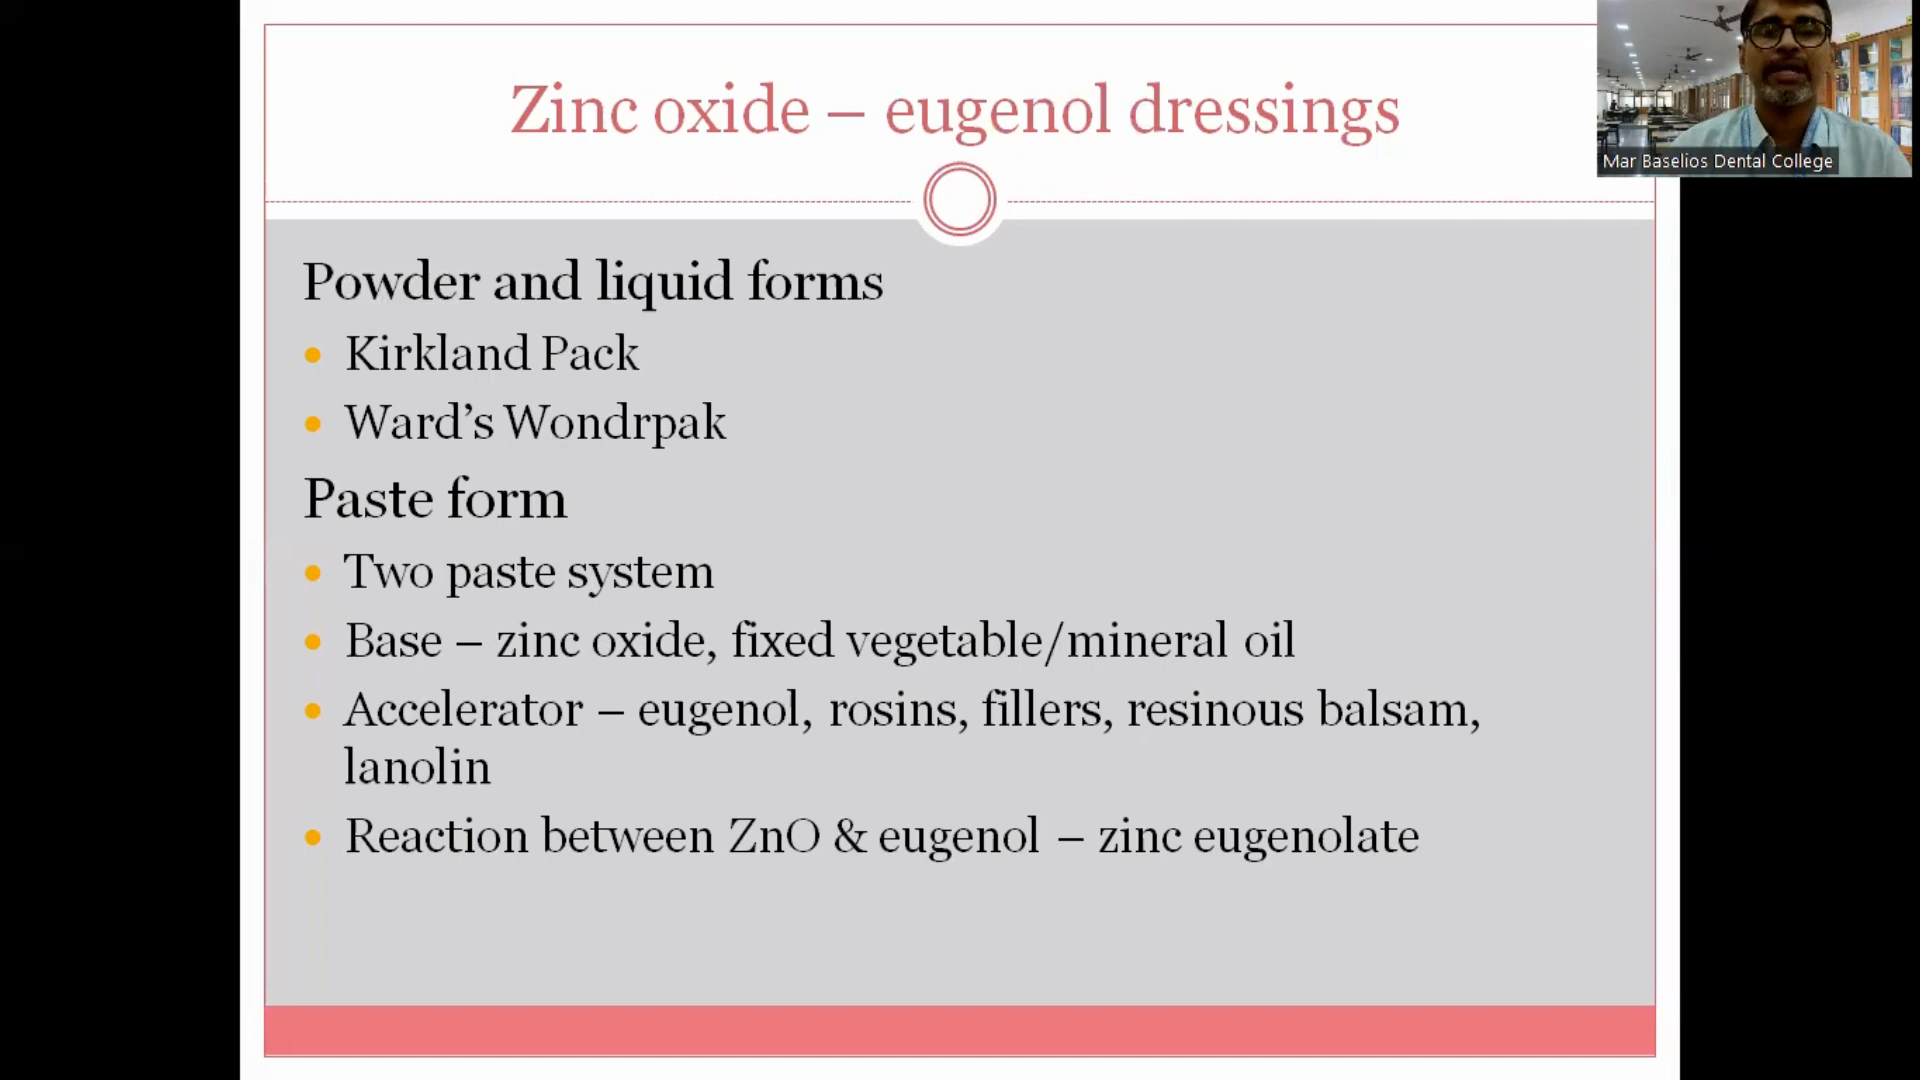 Zinc oxide – eugenol dressings
Mar Baselios Dental College
Powder and liquid forms
• Kirkland Pack
• Ward’s Wondrpak
Paste form
• Two paste system
• Base – zinc oxide, fixed vegetable/mineral oil
• Accelerator – eugenol, rosins, fillers, resinous balsam,
lanolin
• Reaction between ZnO & eugenol – zinc eugenolate